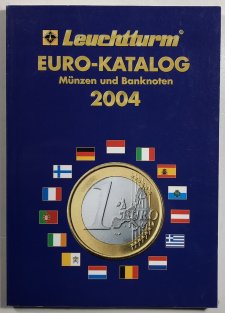 Leuchtturm
EURO-KATALOG
Münzen und Banknoten
2004
1 EURO